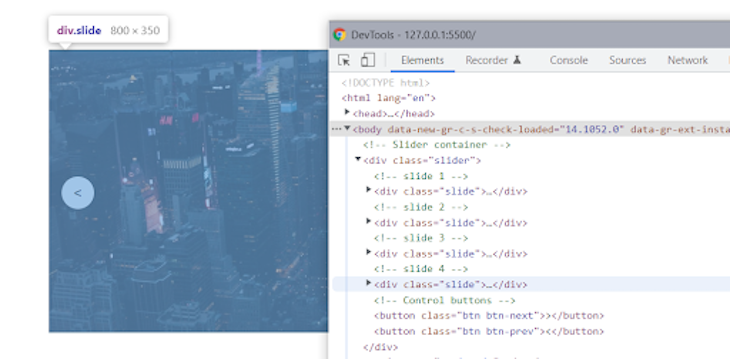 div.slide 800 × 350
<
DevTools - 127.0.0.1:5500/
Elements Recorder Console Sources Network
<!DOCTYPE html>
<html lang="en">
<head>…</head>
<body data-new-gr-c-s-check-loaded="14.1052.0" data-gr-ext-insta
<!-- Slider container -->
<div class="slider">
<!-- slide 1 -->
<div class="slide">…</div>
<!-- slide 2 -->
<div class="slide">…</div>
<!-- slide 3 -->
<div class="slide">…</div>
<!-- slide 4 -->
<div class="slide">…</div>
<!-- Control buttons -->
<button class="btn btn-next">></button>
<button class="btn btn-prev"><</button>
</div>